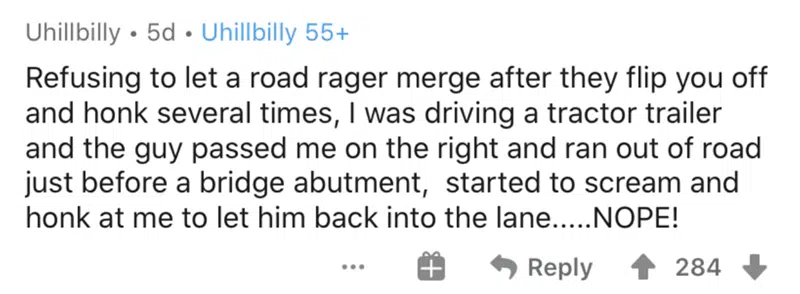 Uhillbilly • 5d • Uhillbilly 55+
Refusing to let a road rager merge after they flip you off
and honk several times, I was driving a tractor trailer
and the guy passed me on the right and ran out of road
just before a bridge abutment,  started to scream and
honk at me to let him back into the lane.....NOPE!
... Reply 284